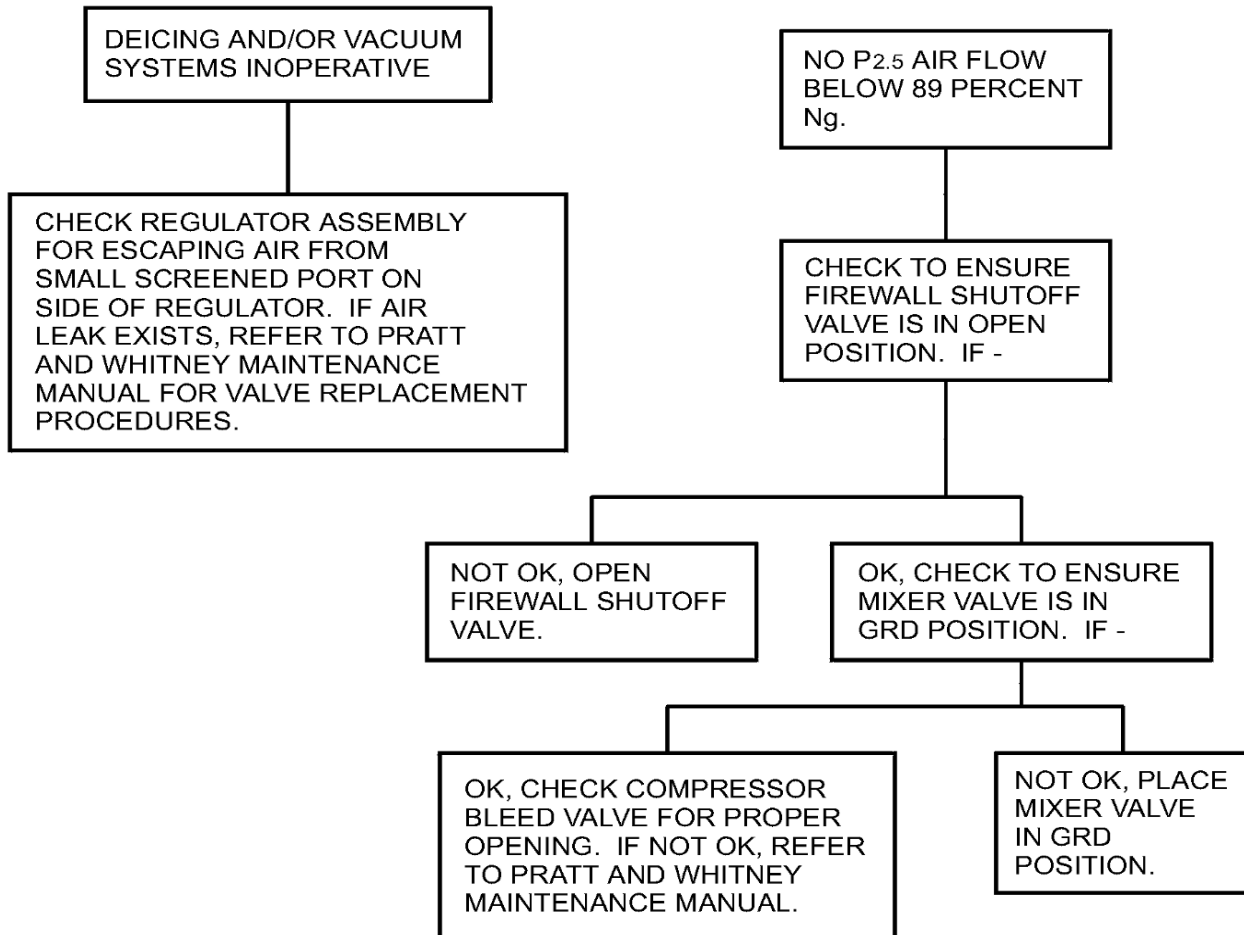 DEICING AND/OR VACUUM
SYSTEMS INOPERATIVE
CHECK REGULATOR ASSEMBLY
FOR ESCAPING AIR FROM
SMALL SCREENED PORT ON
SIDE OF REGULATOR. IF AIR
LEAK EXISTS, REFER TO PRATT
AND WHITNEY MAINTENANCE
MANUAL FOR VALVE REPLACEMENT
PROCEDURES.
NO P2.5 AIR FLOW
BELOW 89 PERCENT
Ng.
CHECK TO ENSURE
FIREWALL SHUTOFF
VALVE IS IN OPEN
POSITION. IF -
NOT OK, OPEN
FIREWALL SHUTOFF
VALVE.
OK, CHECK TO ENSURE
MIXER VALVE IS IN
GRD POSITION. IF -
OK, CHECK COMPRESSOR
BLEED VALVE FOR PROPER
OPENING. IF NOT OK, REFER
TO PRATT AND WHITNEY
MAINTENANCE MANUAL.
NOT OK, PLACE
MIXER VALVE
IN GRD
POSITION.